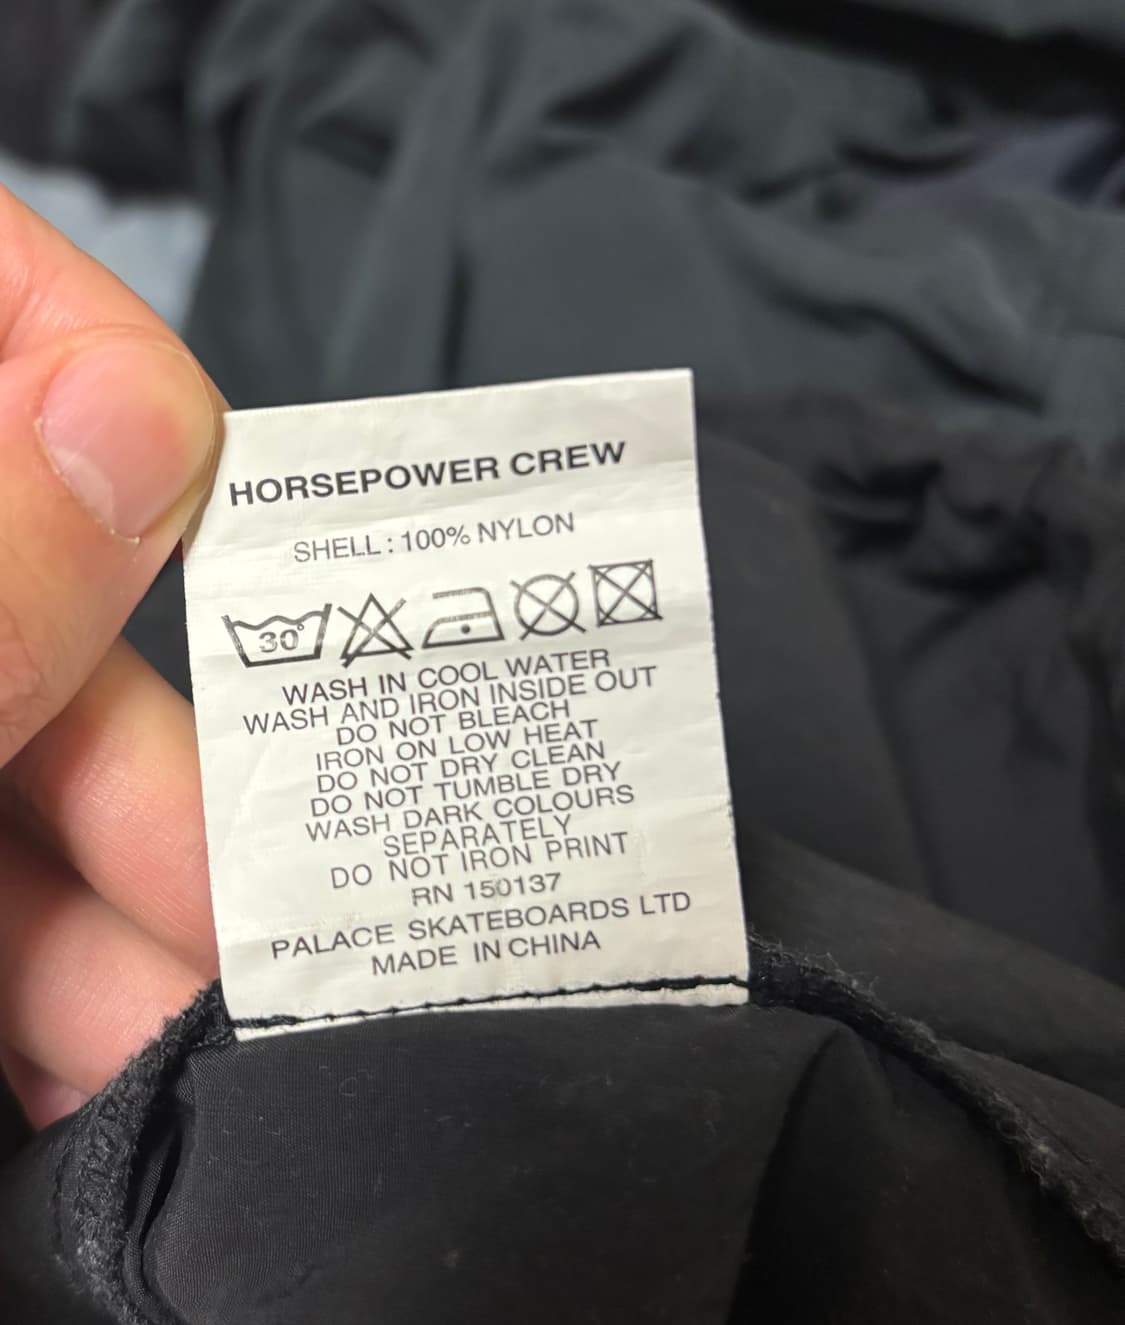 HORSEPOWER CREW
SHELL : 100% NYLON
30°
WASH IN COOL WATER
WASH AND IRON INSIDE OUT
DO NOT BLEACH
IRON ON LOW HEAT
DO NOT DRY CLEAN
DO NOT TUMBLE DRY
WASH DARK COLOURS
SEPARATELY
DO NOT IRON PRINT
RN 150137
PALACE SKATEBOARDS LTD
MADE IN CHINA